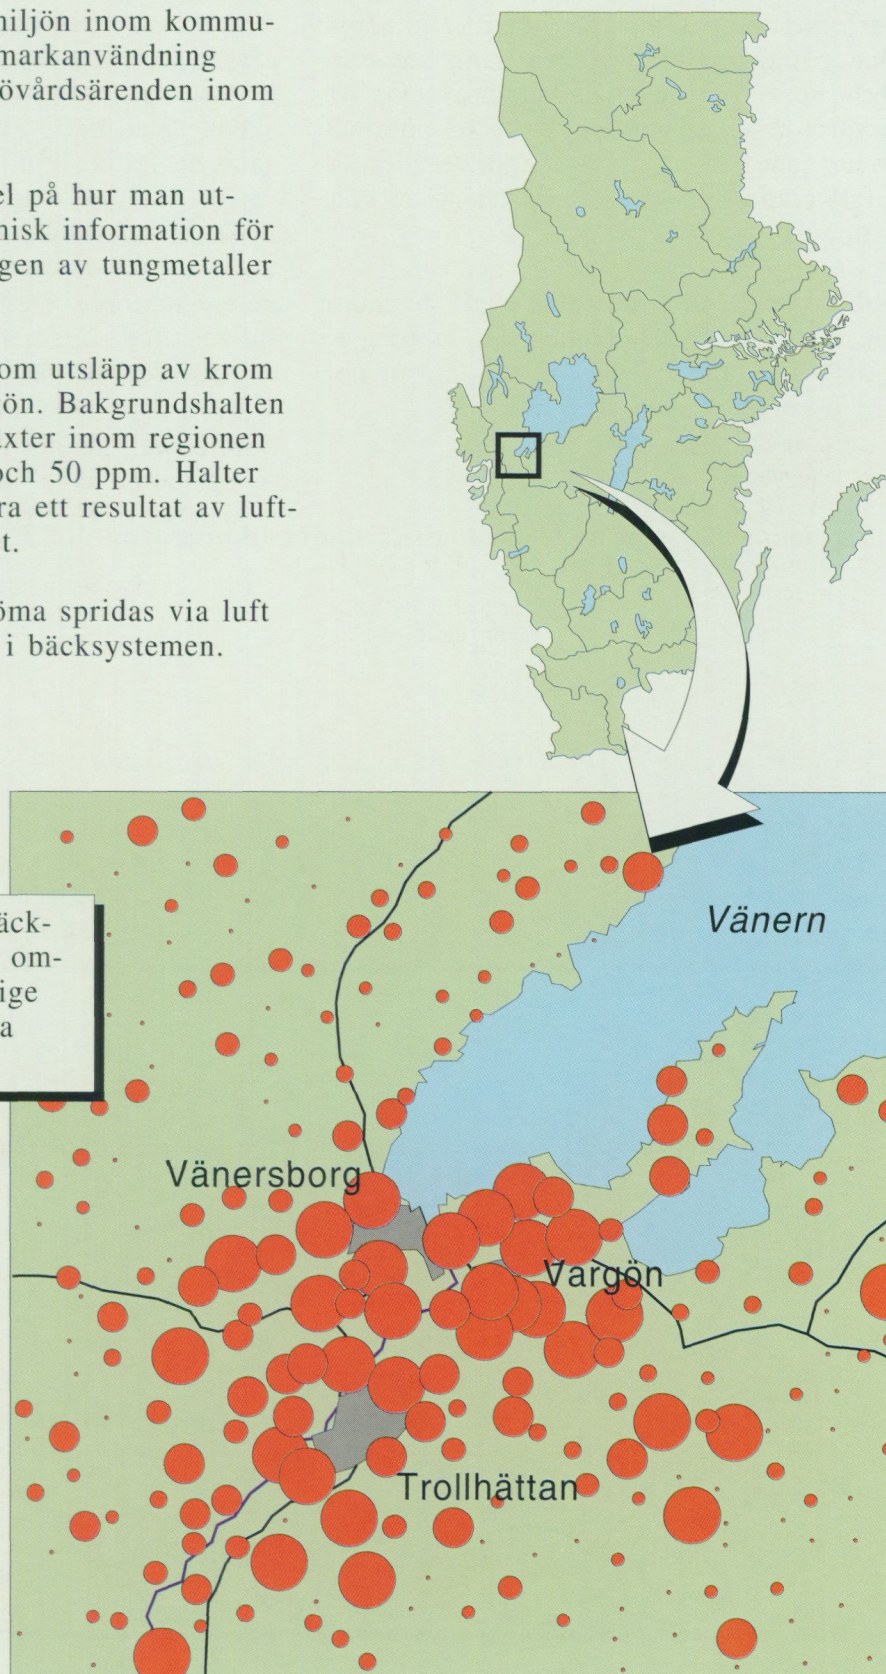 miljön inom kommu-
markanvändning
övårdsärenden inom
el på hur man ut-
nisk information för
gen av tungmetaller
om utsläpp av krom
gön. Bakgrundshalten
äxter inom regionen
och 50 ppm. Halter
ra ett resultat av luft-
t.
öma spridas via luft
i bäcksystemen.
äck-
om-
ige
a
Vänern
Vänersborg
Vargön
Trollhättan